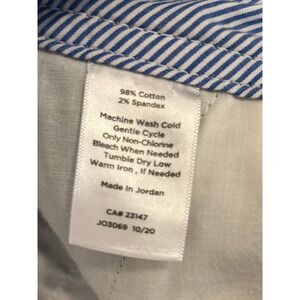 98% Cotton
2% Spandex
Machine Wash Cold
Gentle Cycle
Only Non-Chlorine
Bleach When Needed
Tumble Dry Low
Warm Iron , If Needed
Made In Jordan
CA# 23147
JO3069 10/20